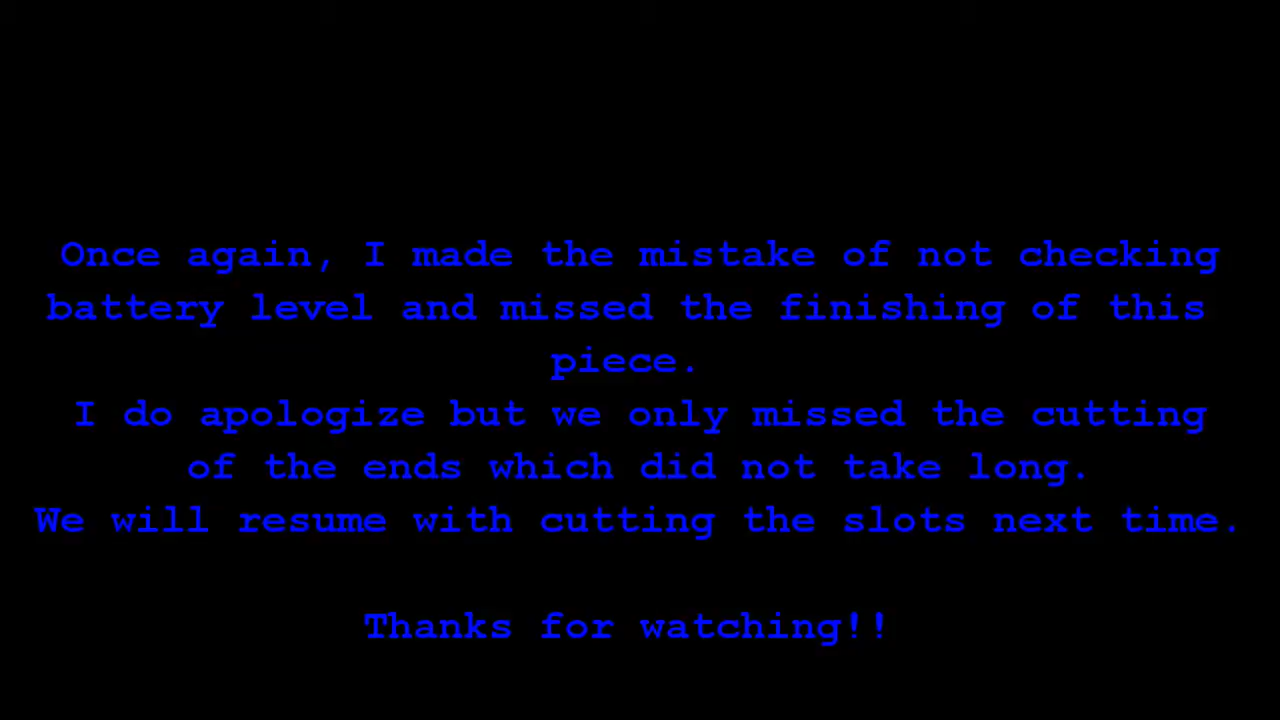 Once again, I made the mistake of not checking
battery level and missed the finishing of this
piece.
I do apologize but we only missed the cutting
of the ends which did not take long.
We will resume with cutting the slots next time.
Thanks for watching!!